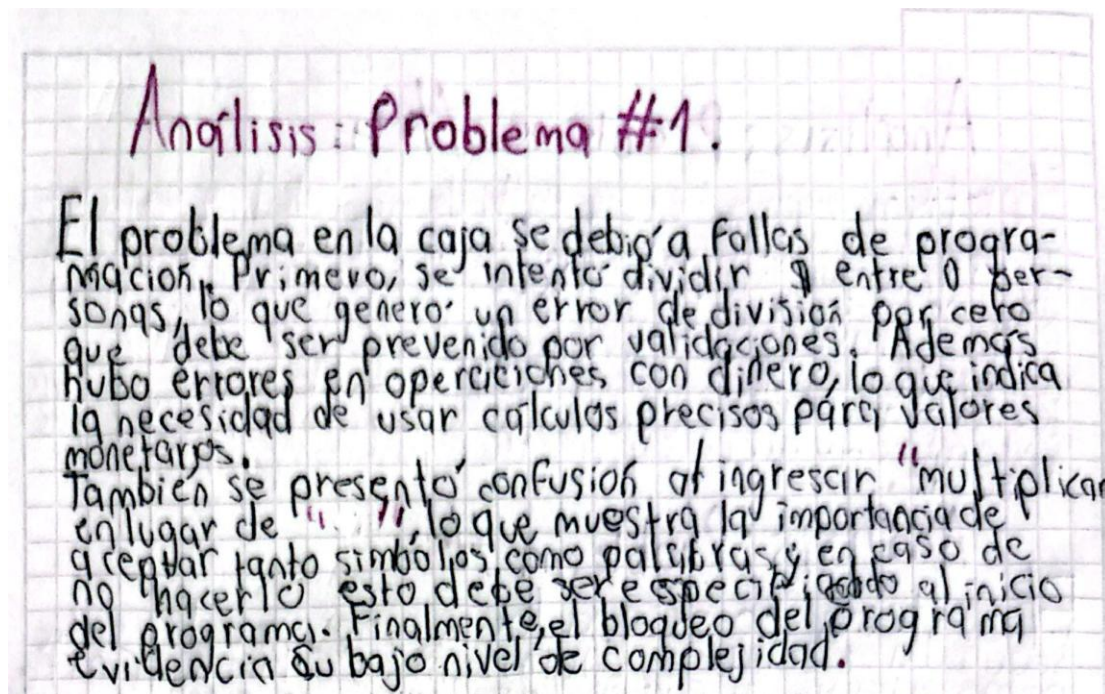 Análisis: Problema #1.
El problema en la caja se debió a fallas de progra-
mación. Primero, se intentó dividir $ entre 0 per-
sonas, lo que generó un error de división por cero
que debe ser prevenido por validaciones. Además
hubo errores en operaciones con dinero, lo que indica
la necesidad de usar cálculos precisos para valores
monetarios.
También se presentó confusión al ingresar "multiplicar
en lugar de " ", lo que muestra la importancia de
aceptar tanto símbolos como palabras y en caso de
no hacerlo esto debe ser especificado al inicio
del programa. Finalmente, el bloqueo del programa
evidencia su bajo nivel de complejidad.